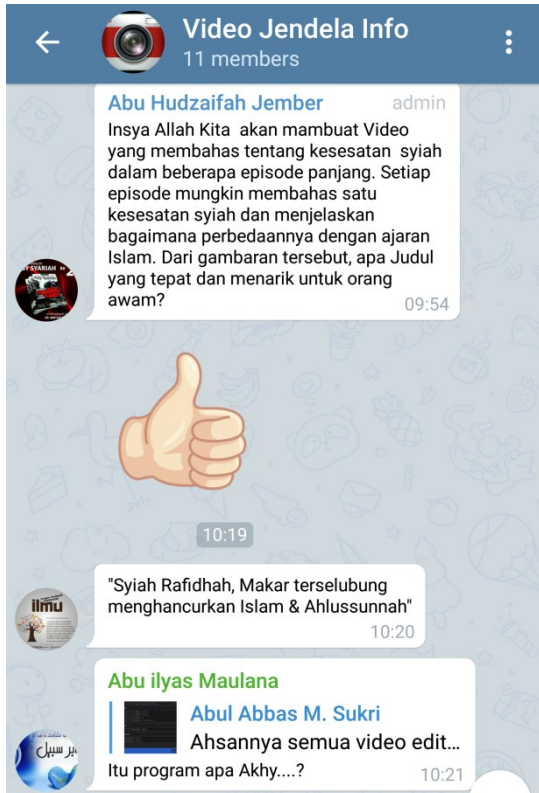 Video Jendela Info
11 members
Abu Hudzaifah Jember admin
Insya Allah Kita akan mambuat Video
yang membahas tentang kesesatan syiah
dalam beberapa episode panjang. Setiap
episode mungkin membahas satu
kesesatan syiah dan menjelaskan
bagaimana perbedaannya dengan ajaran
Islam. Dari gambaran tersebut, apa Judul
yang tepat dan menarik untuk orang
awam?
09:54
10:19
"Syiah Rafidhah, Makar terselubung
menghancurkan Islam & Ahlussunnah"
10:20
ilmu
Abu ilyas Maulana
Abul Abbas M. Sukri
Ahsannya semua video edit...
Itu program apa Akhy....?
10:21